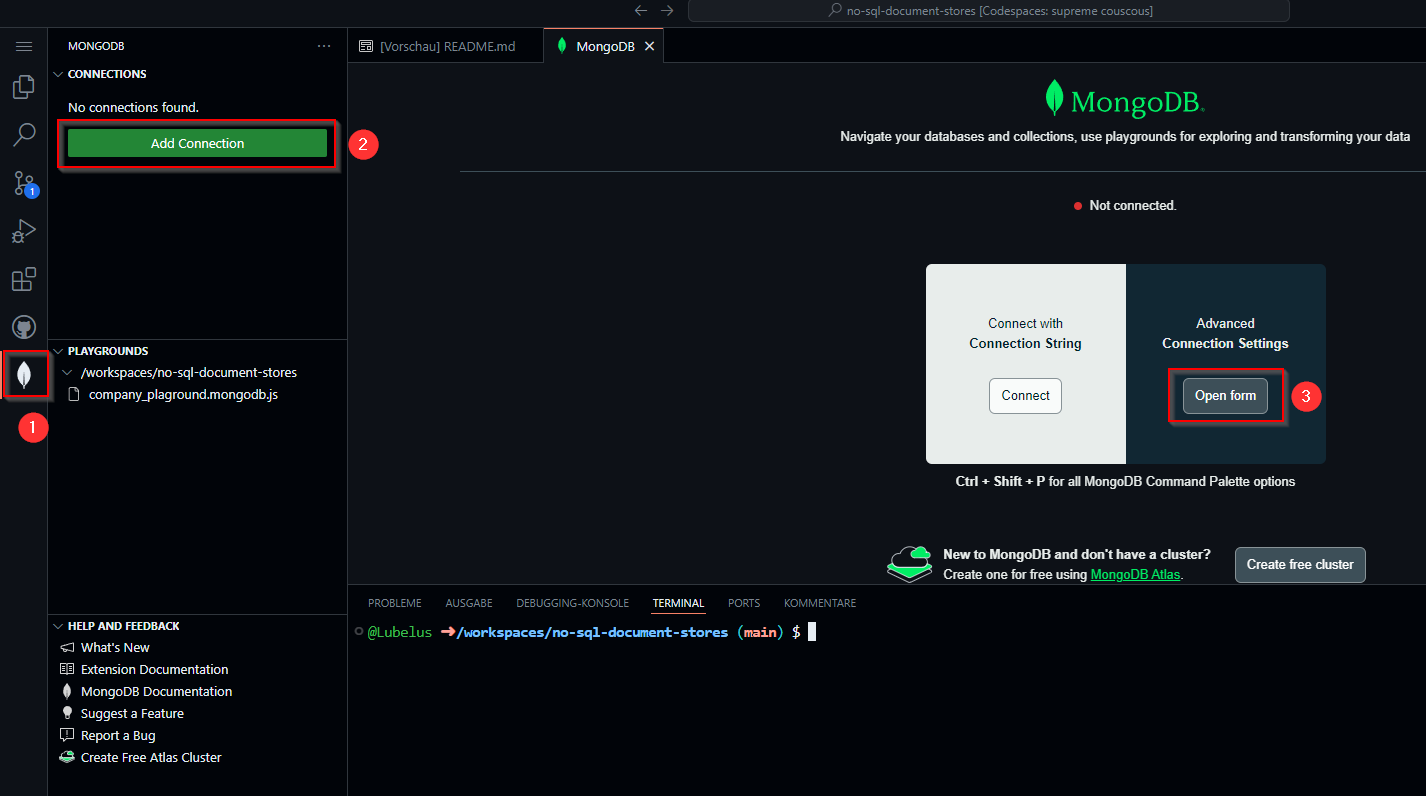 no-sql-document-stores [Codespaces: supreme couscous]
MONGODB
CONNECTIONS
No connections found.
Add Connection
2
1
PLAYGROUNDS
/workspaces/no-sql-document-stores
company_plaground.mongodb.js
1
HELP AND FEEDBACK
What's New
Extension Documentation
MongoDB Documentation
Suggest a Feature
Report a Bug
Create Free Atlas Cluster
[Vorschau] README.md
MongoDB
MongoDB.
Navigate your databases and collections, use playgrounds for exploring and transforming your data
Not connected.
Connect with
Connection String
Connect
Advanced
Connection Settings
Open form
3
Ctrl + Shift + P for all MongoDB Command Palette options
New to MongoDB and don't have a cluster?
Create one for free using MongoDB Atlas.
Create free cluster
PROBLEME AUSGABE DEBUGGING-KONSOLE TERMINAL PORTS KOMMENTARE
@Lubelus ➜/workspaces/no-sql-document-stores (main) $